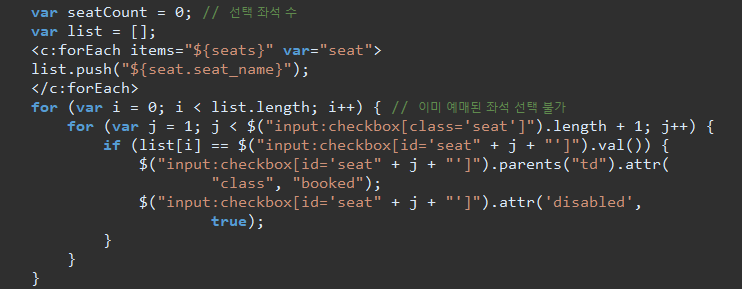 var seatCount = 0; // 선택 좌석 수
var list = [];
<c:forEach items="${seats}" var="seat">
list.push("${seat.seat_name}");
</c:forEach>
for (var i = 0; i < list.length; i++) { // 이미 예매된 좌석 선택 불가
for (var j = 1; j < $("input:checkbox[class='seat']").length + 1; j++) {
if (list[i] == $("input:checkbox[id='seat" + j + "']").val()) {
$("input:checkbox[id='seat" + j + "']").parents("td").attr(
"class", "booked");
$("input:checkbox[id='seat" + j + "']").attr('disabled',
true);
}
}
}